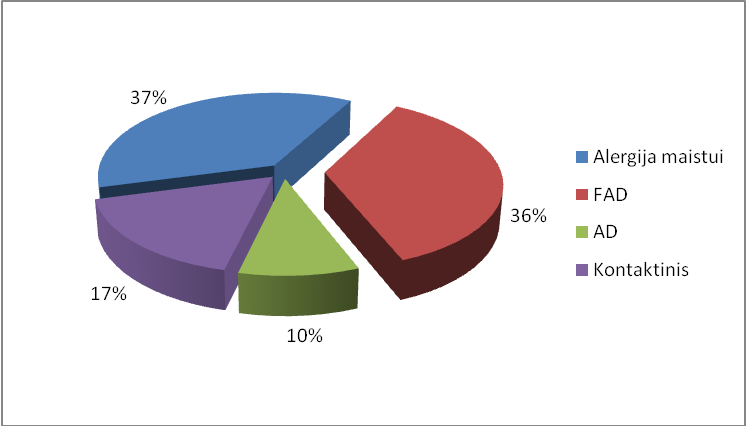 37%
36%
17%
10%
Alergija maistui
FAD
AD
Kontaktinis